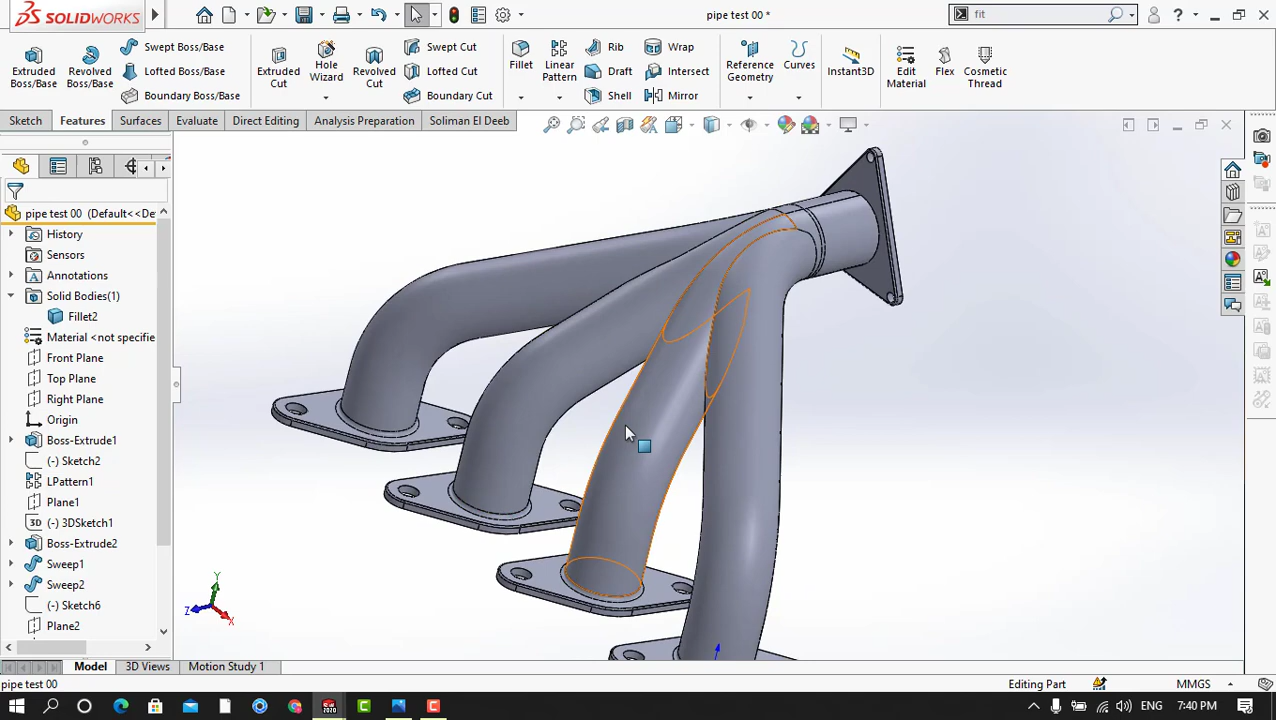 SOLIDWORKS
pipe test 00 *
fit
Extruded Boss/Base
Revolved Boss/Base
Swept Boss/Base
Lofted Boss/Base
Boundary Boss/Base
Extruded Cut
Hole Wizard
Revolved Cut
Swept Cut
Lofted Cut
Boundary Cut
Fillet
Linear Pattern
Rib
Draft
Shell
Wrap
Intersect
Mirror
Reference Geometry
Curves
Instant3D
Edit Material
Flex
Cosmetic Thread
Sketch
Features
Surfaces
Evaluate
Direct Editing
Analysis Preparation
Soliman El Deeb
pipe test 00 (Default<<De
History
Sensors
Annotations
Solid Bodies(1)
Fillet2
Material <not specifie
Front Plane
Top Plane
Right Plane
Origin
Boss-Extrude1
(-) Sketch2
LPattern1
Plane1
3D (-) 3DSketch1
Boss-Extrude2
Sweep1
Sweep2
(-) Sketch6
Plane2
Y
Z
X
Model
3D Views
Motion Study 1
pipe test 00
Editing Part
MMGS
ENG
7:40 PM